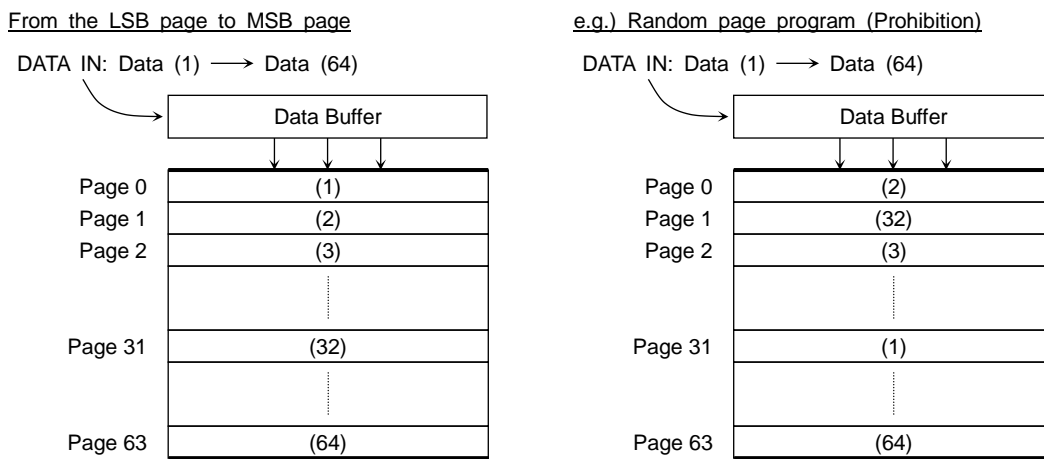 From the LSB page to MSB page
DATA IN: Data (1) → Data (64)
Data Buffer
Page 0 (1)
Page 1 (2)
Page 2 (3)
Page 31 (32)
Page 63 (64)
e.g.) Random page program (Prohibition)
DATA IN: Data (1) → Data (64)
Data Buffer
Page 0 (2)
Page 1 (32)
Page 2 (3)
Page 31 (1)
Page 63 (64)